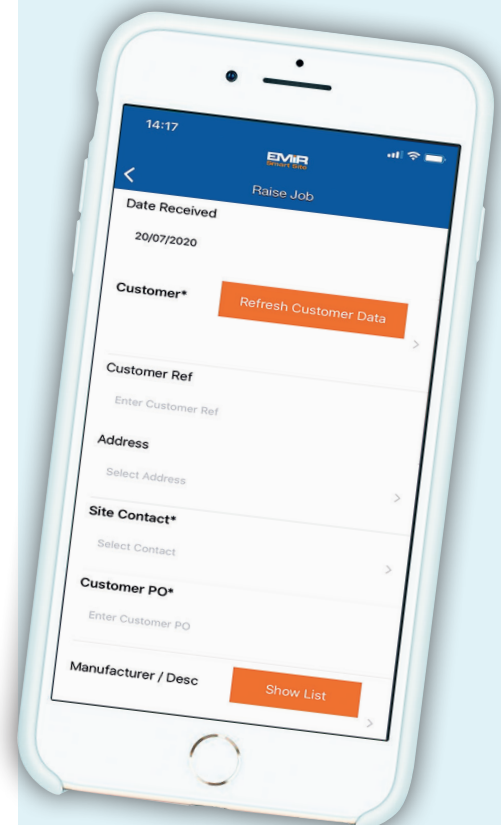 14:17
EMiR
Smart Site
Raise Job
Date Received
20/07/2020
Customer*
Refresh Customer Data
Customer Ref
Enter Customer Ref
Address
Select Address
Site Contact*
Select Contact
Customer PO*
Enter Customer PO
Manufacturer / Desc
Show List